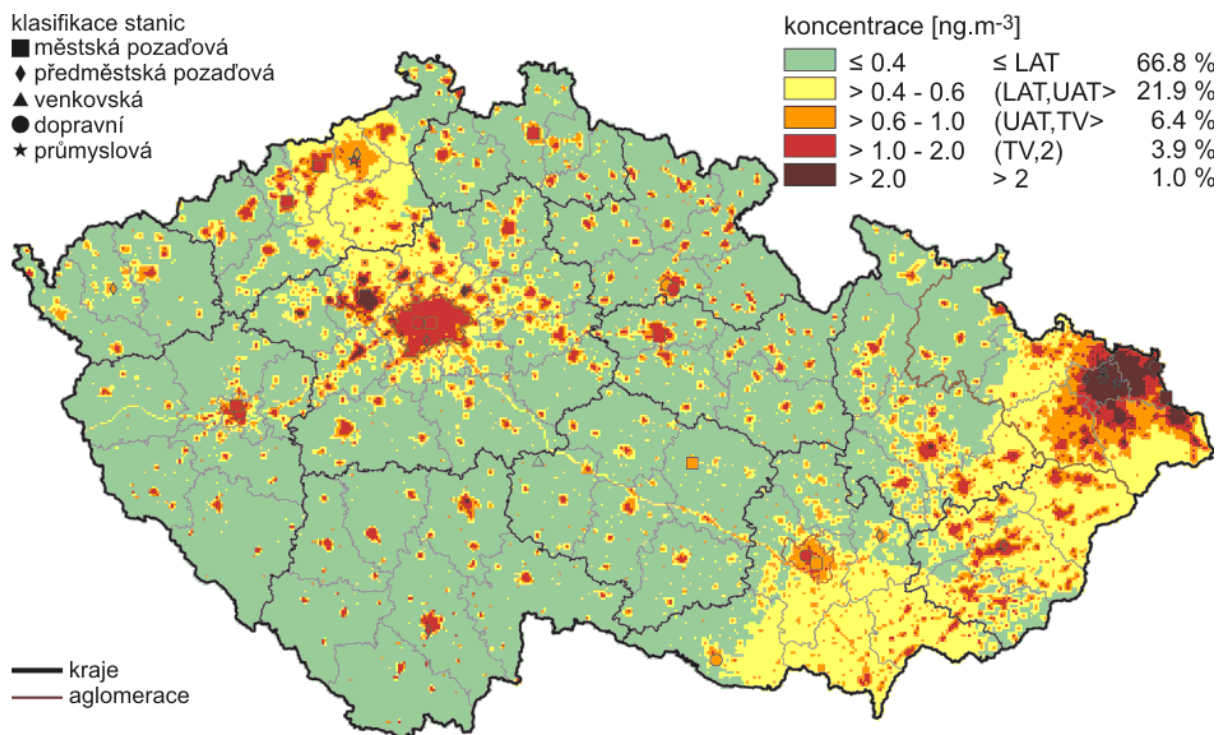 klasifikace stanic
městská pozaďová
předměstská pozaďová
venkovská
dopravní
průmyslová
koncentrace [ng.m-3]
≤ 0.4 ≤ LAT 66.8 %
> 0.4 - 0.6 (LAT,UAT> 21.9 %
> 0.6 - 1.0 (UAT,TV> 6.4 %
> 1.0 - 2.0 (TV,2⟩ 3.9 %
> 2.0 > 2 1.0 %
kraje
aglomerace